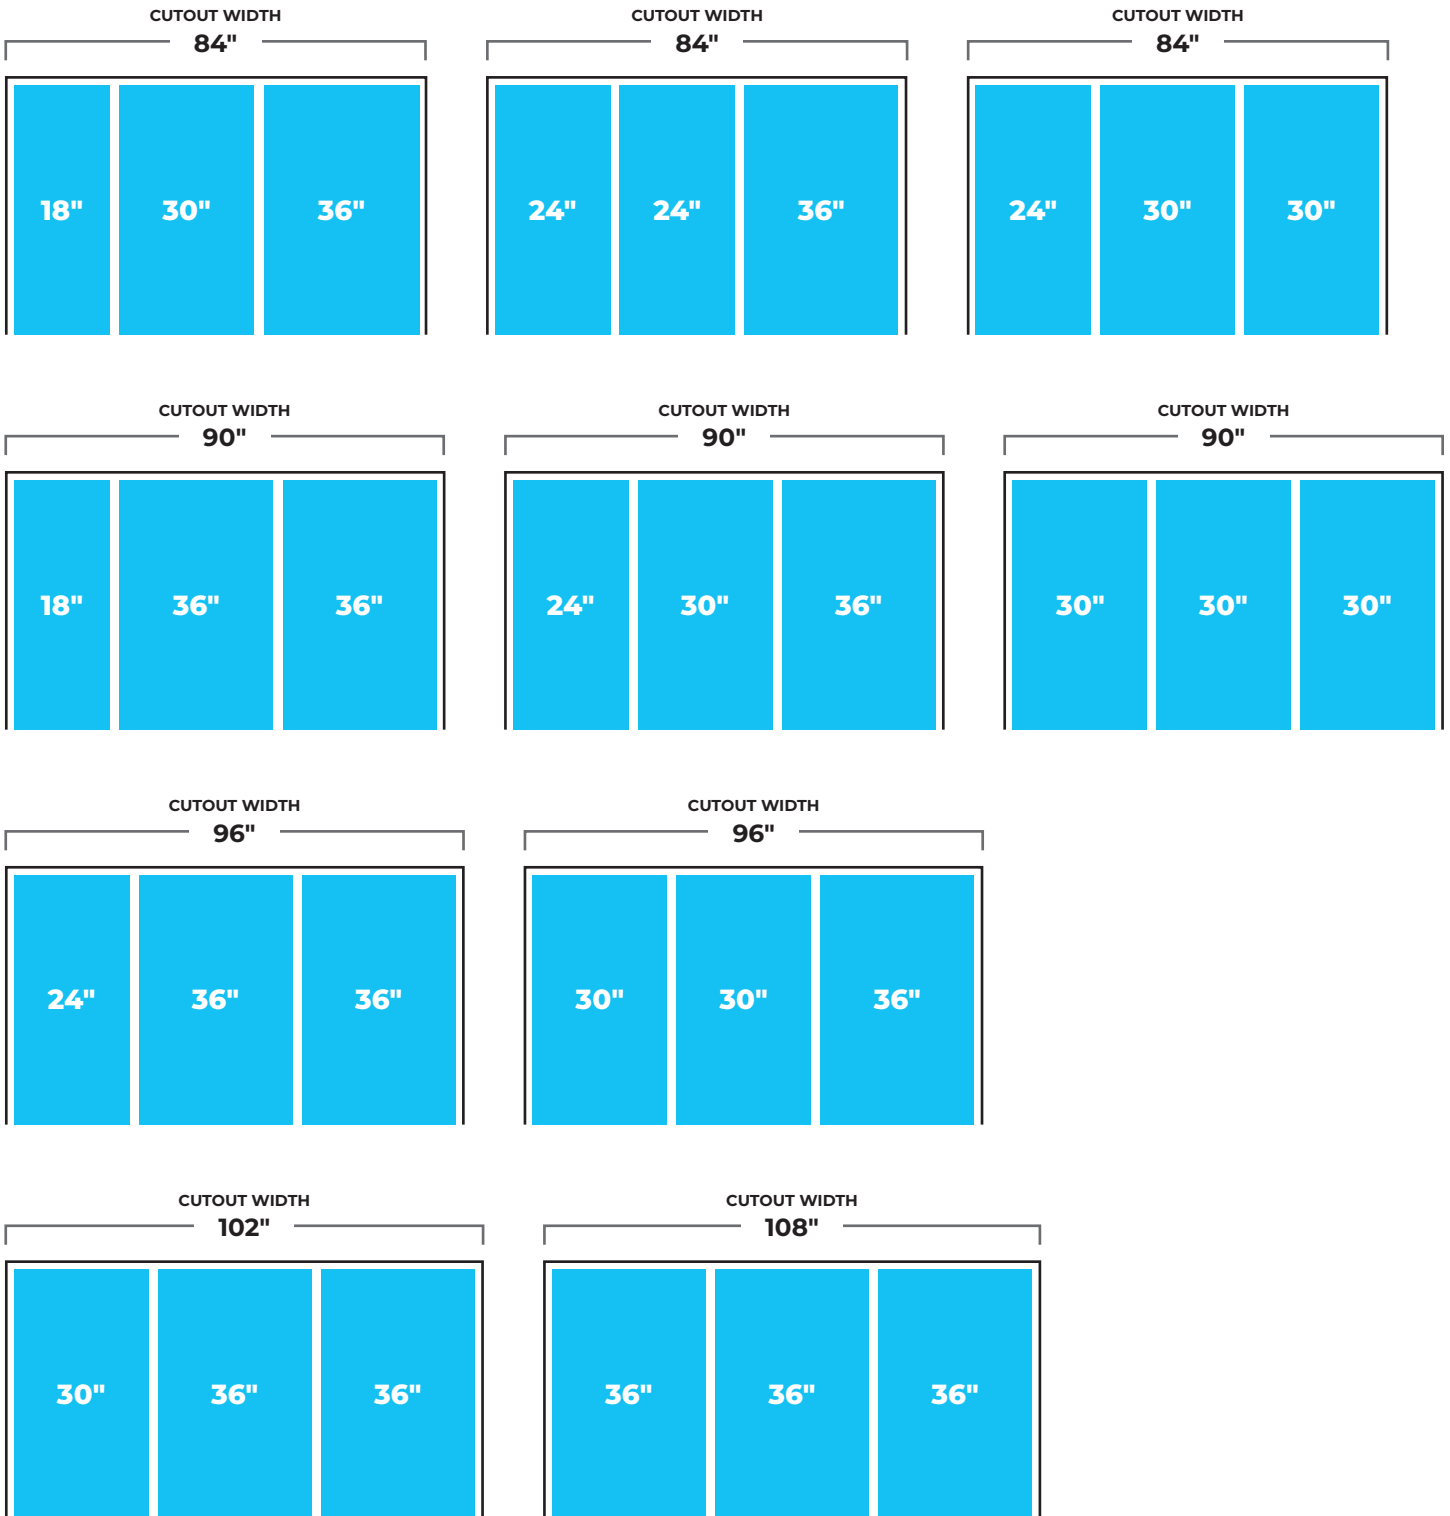 CUTOUT WIDTH
84"
18" 30" 36"
CUTOUT WIDTH
84"
24" 24" 36"
CUTOUT WIDTH
84"
24" 30" 30"
CUTOUT WIDTH
90"
18" 36" 36"
CUTOUT WIDTH
90"
24" 30" 36"
CUTOUT WIDTH
90"
30" 30" 30"
CUTOUT WIDTH
96"
24" 36" 36"
CUTOUT WIDTH
96"
30" 30" 36"
CUTOUT WIDTH
102"
30" 36" 36"
CUTOUT WIDTH
108"
36" 36" 36"